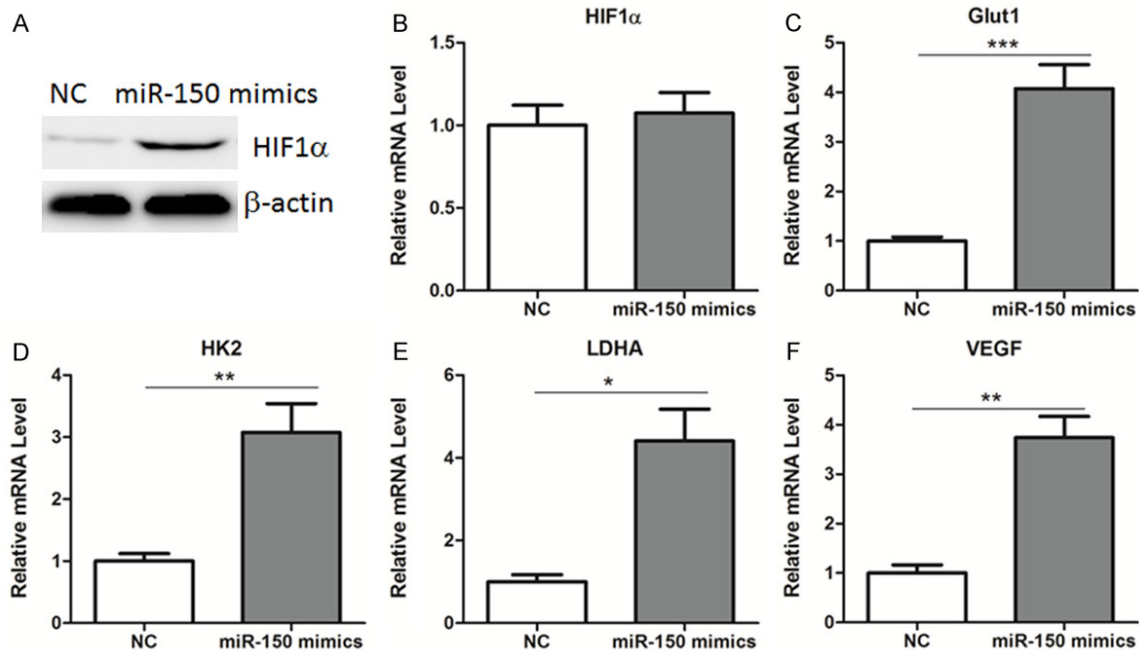 A
NC miR-150 mimics
HIF1α
β-actin
B
HIF1α
Relative mRNA Level
1.5
1.0
0.5
0.0
NC
miR-150 mimics
C
Glut1
***
Relative mRNA Level
5
4
3
2
1
0
NC
miR-150 mimics
D
HK2
**
Relative mRNA Level
4
3
2
1
0
NC
miR-150 mimics
E
LDHA
*
Relative mRNA Level
6
4
2
0
NC
miR-150 mimics
F
VEGF
**
Relative mRNA Level
5
4
3
2
1
0
NC
miR-150 mimics